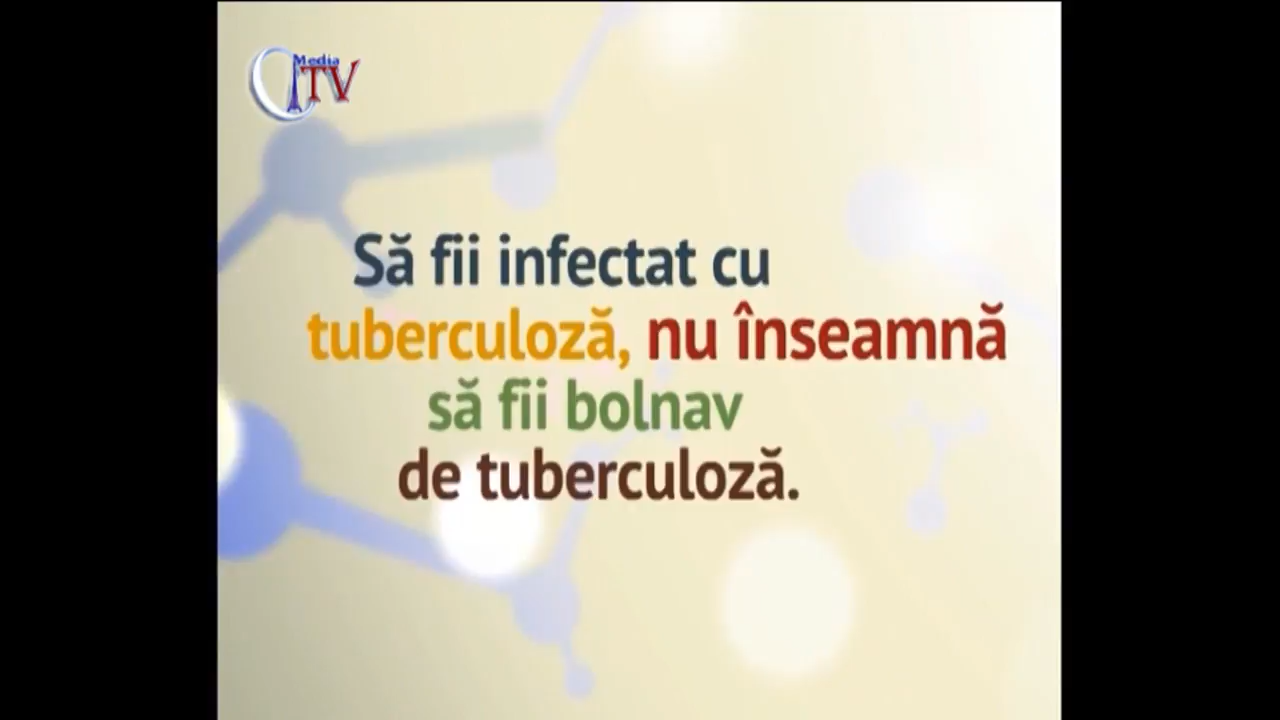 Media
TV
Să fii infectat cu
tuberculoză, nu înseamnă
să fii bolnav
de tuberculoză.